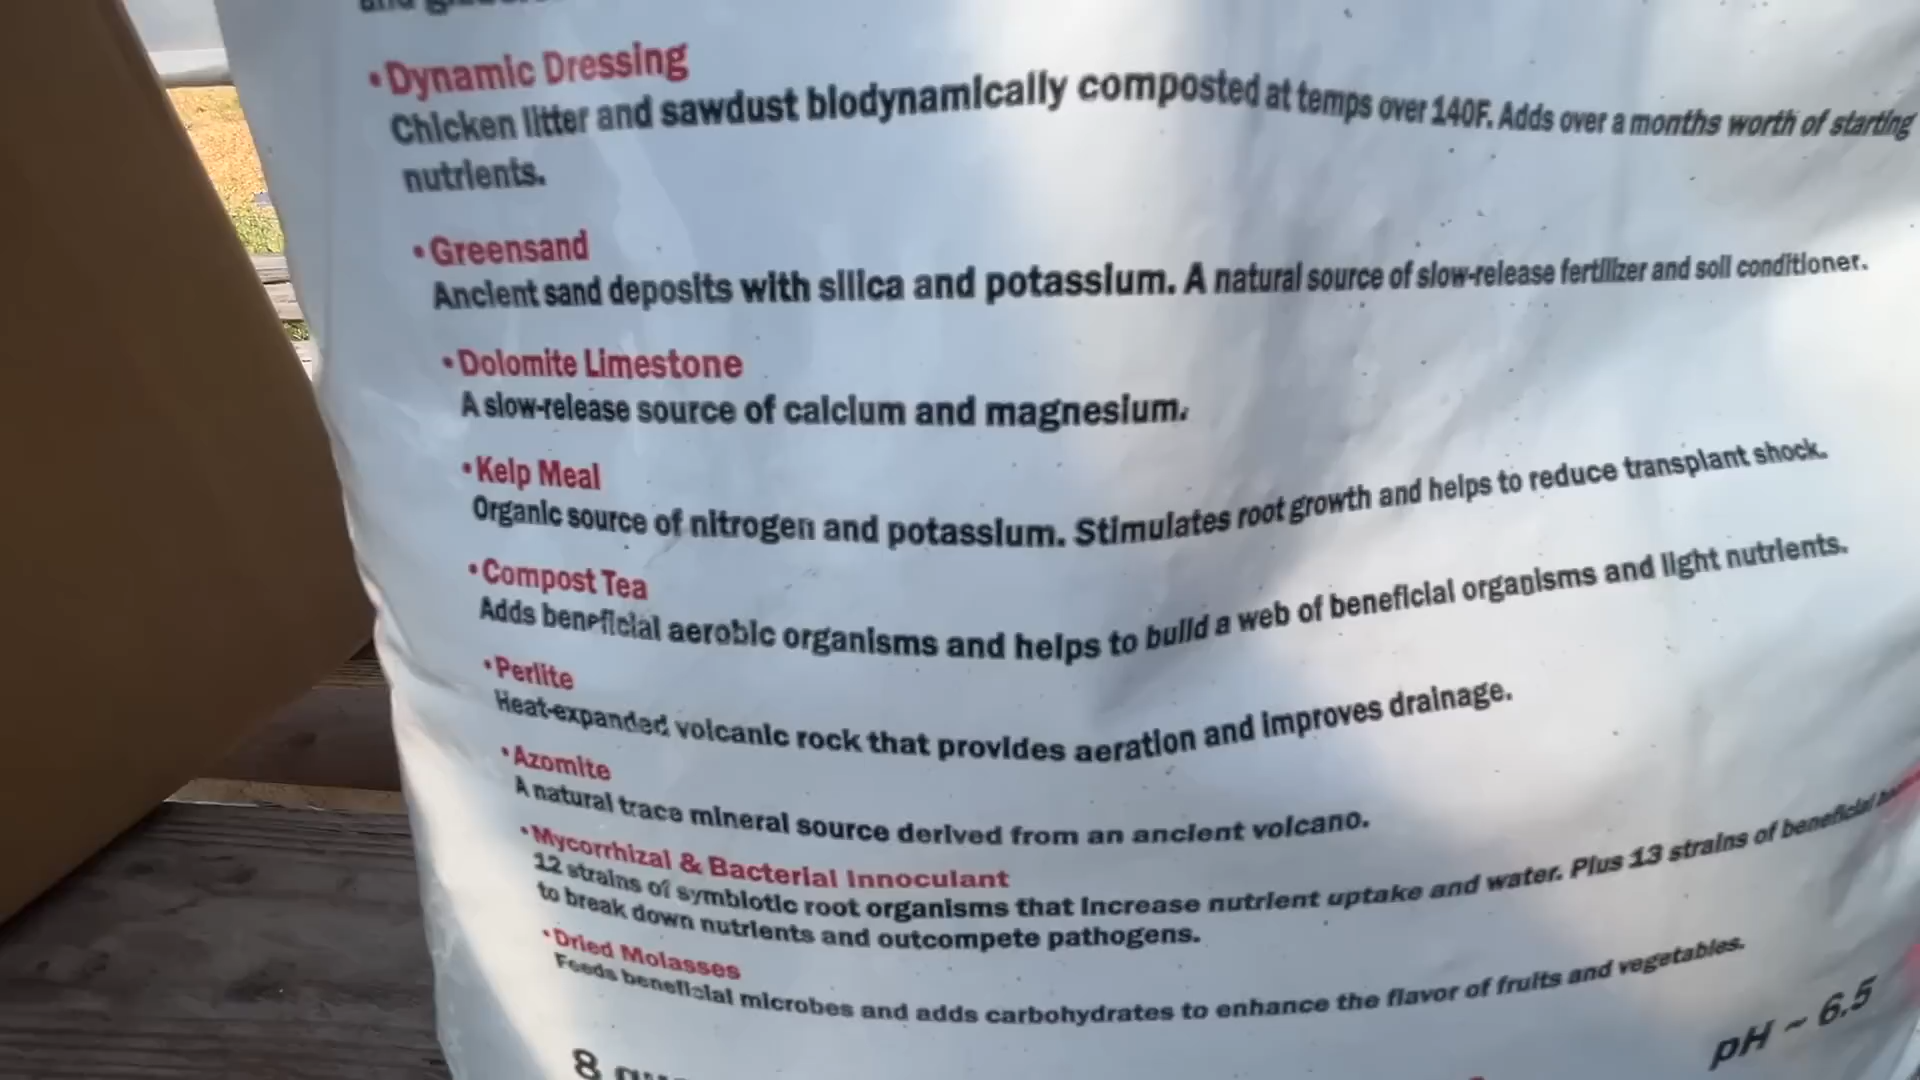 • Dynamic Dressing
Chicken litter and sawdust biodynamically composted at temps over 140F. Adds over a months worth of starting
nutrients.
• Greensand
Ancient sand deposits with silica and potassium. A natural source of slow-release fertilizer and soil conditioner.
• Dolomite Limestone
A slow-release source of calcium and magnesium.
• Kelp Meal
Organic source of nitrogen and potassium. Stimulates root growth and helps to reduce transplant shock.
• Compost Tea
Adds beneficial aerobic organisms and helps to build a web of beneficial organisms and light nutrients.
• Perlite
Heat-expanded volcanic rock that provides aeration and improves drainage.
• Azomite
A natural trace mineral source derived from an ancient volcano.
• Mycorrhizal & Bacterial Innoculant
12 strains of symbiotic root organisms that increase nutrient uptake and water. Plus 13 strains of beneficial
to break down nutrients and outcompete pathogens.
• Dried Molasses
Feeds beneficial microbes and adds carbohydrates to enhance the flavor of fruits and vegetables.
pH ~ 6.5
8